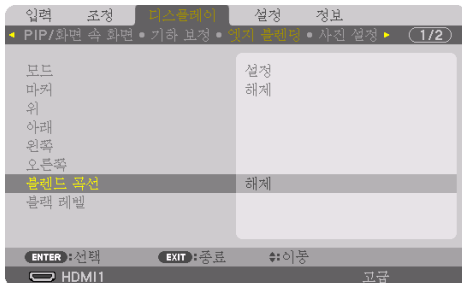 입력 조정 디스플레이 설정 정보
PIP/화면 속 화면 • 기하 보정 • 엣지 블렌딩 • 사진 설정 (1/2)
모드 설정
마커 해제
위
아래
왼쪽
오른쪽
블렌드 곡선 해제
블랙 레벨
ENTER:선택 EXIT:종료 :이동
HDMI1 고급